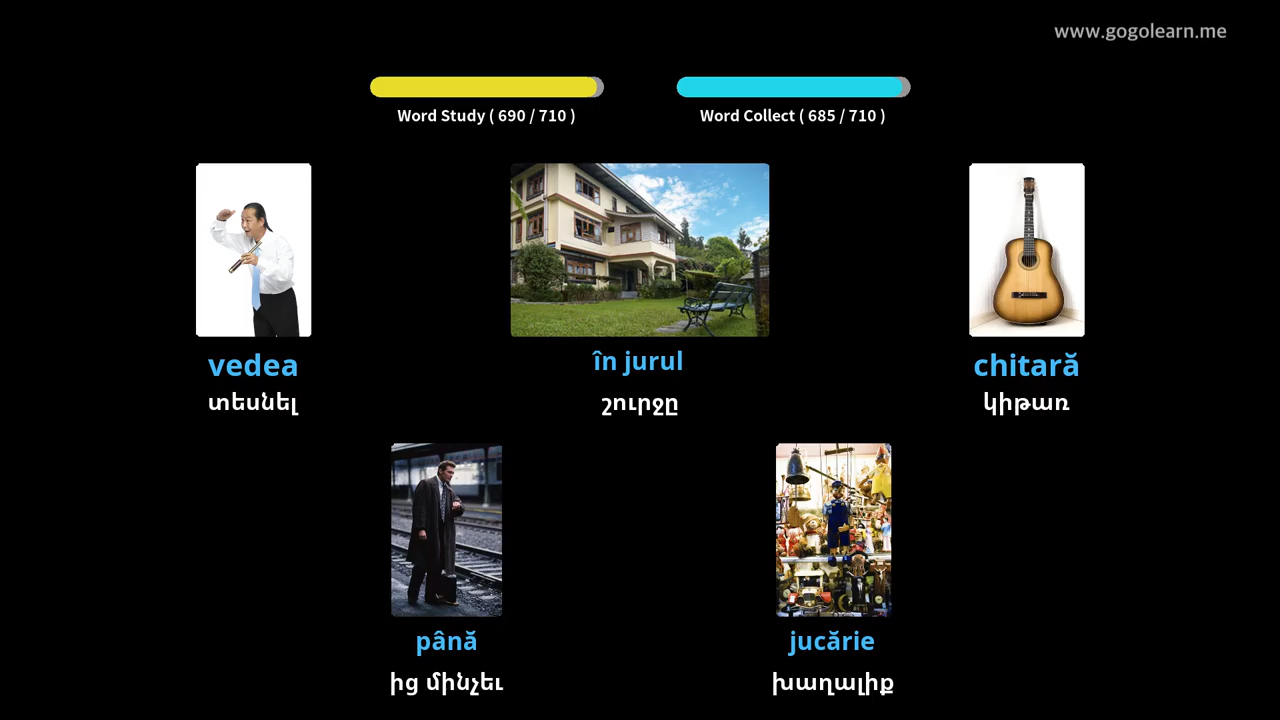 www.gogolearn.me
Word Study ( 690 / 710 )
Word Collect ( 685 / 710 )
vedea
տեսնել
în jurul
շուրջը
chitară
կիթառ
până
ից մինչեւ
jucărie
խաղալիք